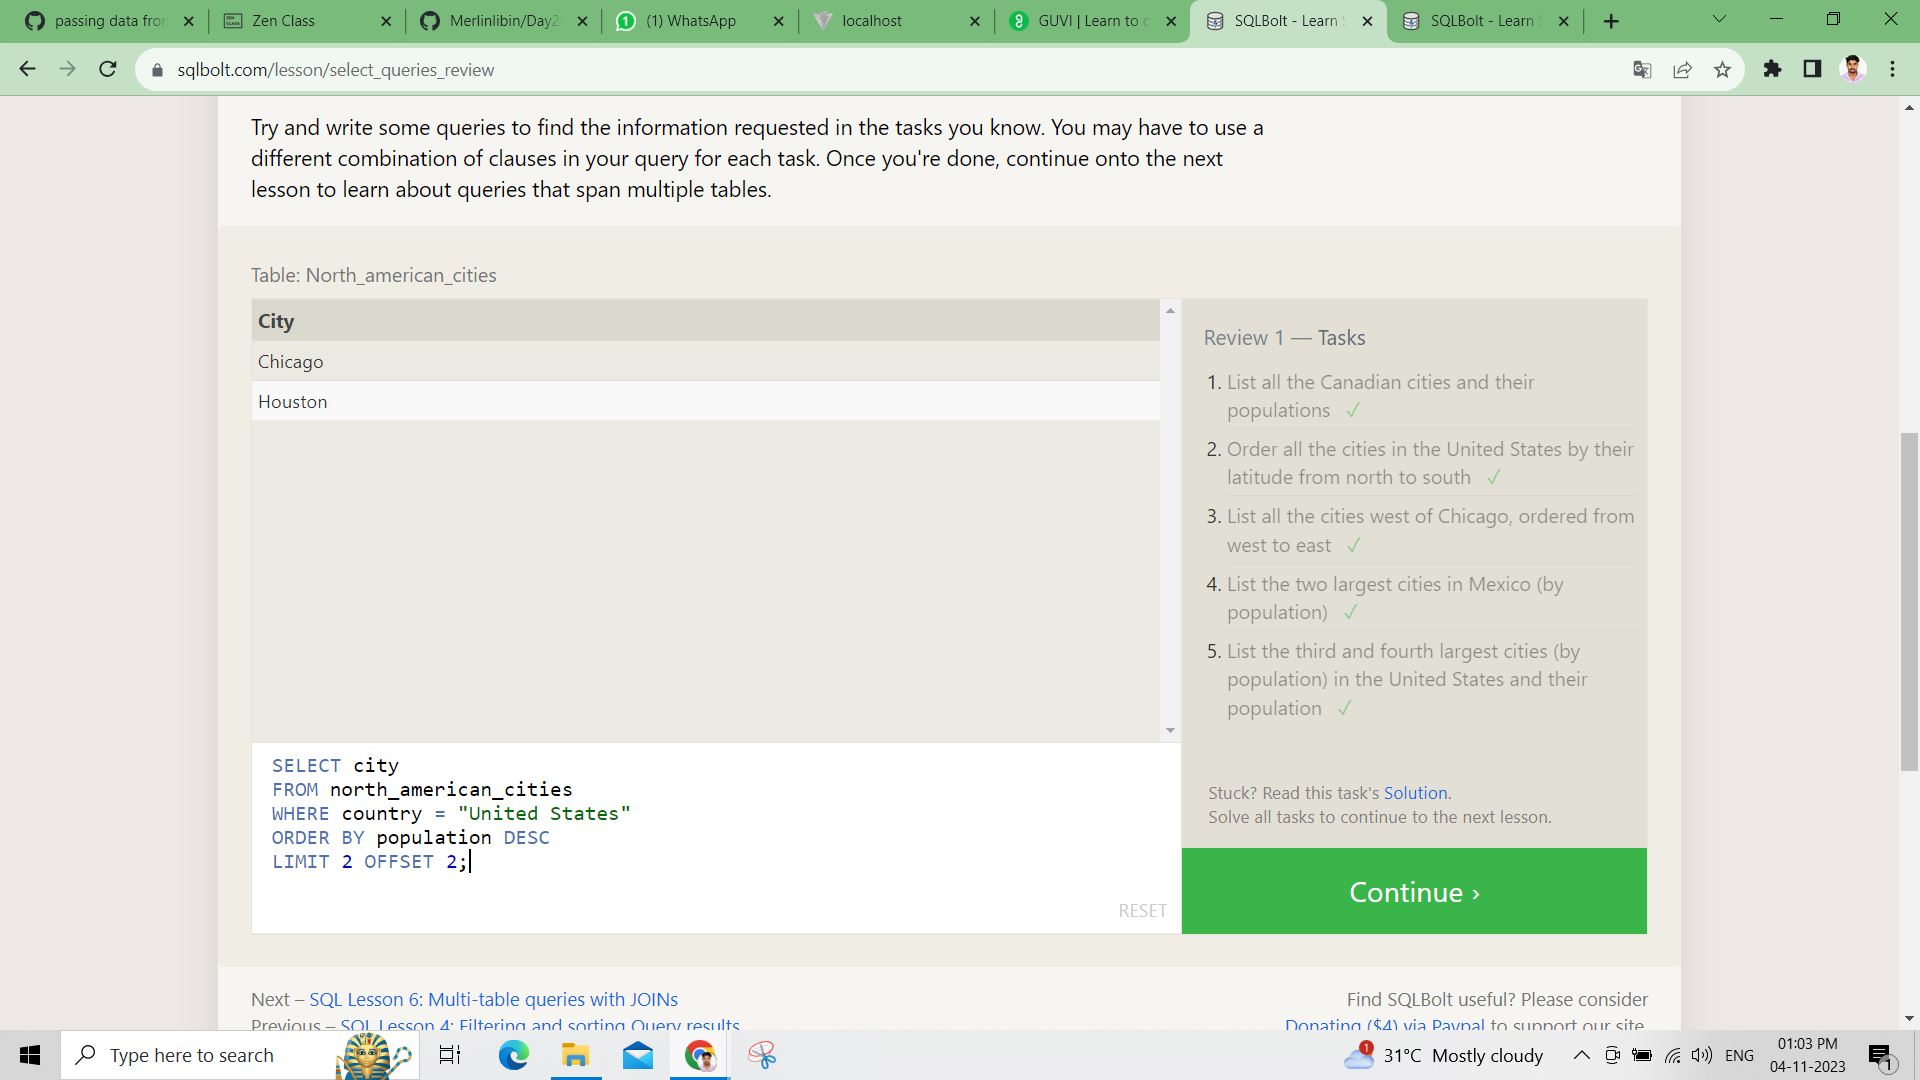 passing data from
Zen Class
Merlinlibin/Day2
(1) WhatsApp
localhost
GUVI | Learn to c
SQLBolt - Learn S
SQLBolt - Learn S
sqlbolt.com/lesson/select_queries_review
Try and write some queries to find the information requested in the tasks you know. You may have to use a
different combination of clauses in your query for each task. Once you're done, continue onto the next
lesson to learn about queries that span multiple tables.
Table: North_american_cities
City
Chicago
Houston
Review 1 — Tasks
1. List all the Canadian cities and their
populations ✓
2. Order all the cities in the United States by their
latitude from north to south ✓
3. List all the cities west of Chicago, ordered from
west to east ✓
4. List the two largest cities in Mexico (by
population) ✓
5. List the third and fourth largest cities (by
population) in the United States and their
population ✓
SELECT city
FROM north_american_cities
WHERE country = "United States"
ORDER BY population DESC
LIMIT 2 OFFSET 2;
RESET
Stuck? Read this task's Solution.
Solve all tasks to continue to the next lesson.
Continue ›
Next – SQL Lesson 6: Multi-table queries with JOINs
Previous – SQL Lesson 4: Filtering and sorting Query results
Find SQLBolt useful? Please consider
Donating ($4) via Paypal to support our site.
Type here to search
1
31°C Mostly cloudy
ENG
01:03 PM
04-11-2023
1